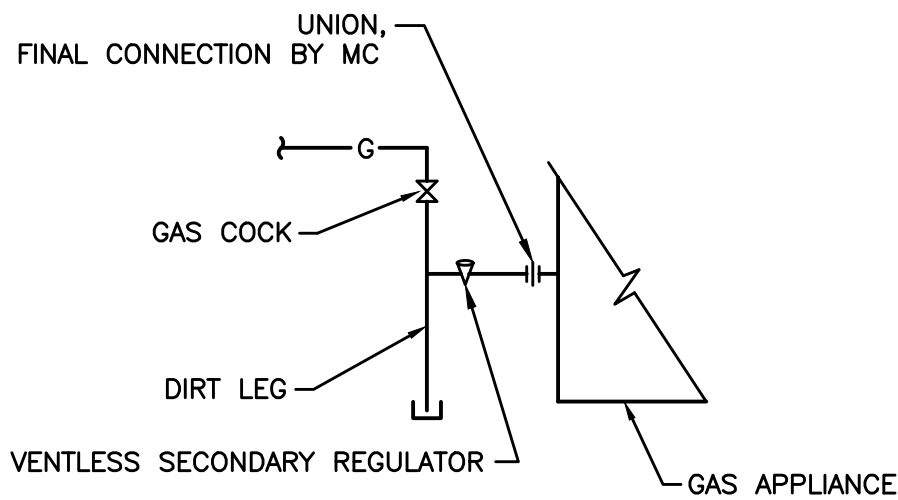 UNION,
FINAL CONNECTION BY MC
G
GAS COCK
DIRT LEG
VENTLESS SECONDARY REGULATOR
GAS APPLIANCE